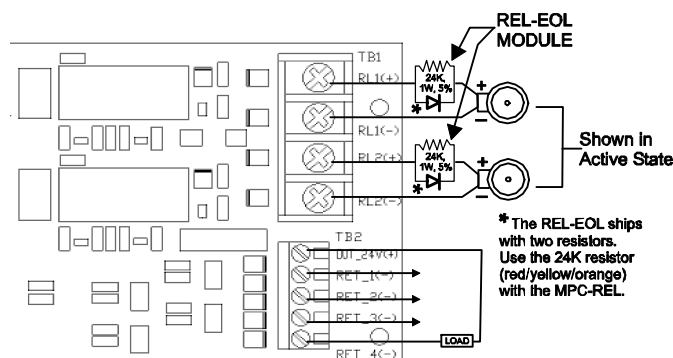 REL-EOL
MODULE
TB1
RL1(+)
24K,
1W, 5%
*
+
−
RL1(-)
RL2(+)
24K,
1W, 5%
*
+
−
RL2(-)
Shown in
Active State
* The REL-EOL ships
with two resistors.
Use the 24K resistor
(red/yellow/orange)
with the MPC-REL.
TB2
OUT_24V(+)
RET_1(-)
RET_2(-)
RET_3(-)
LOAD
RET_4(-)